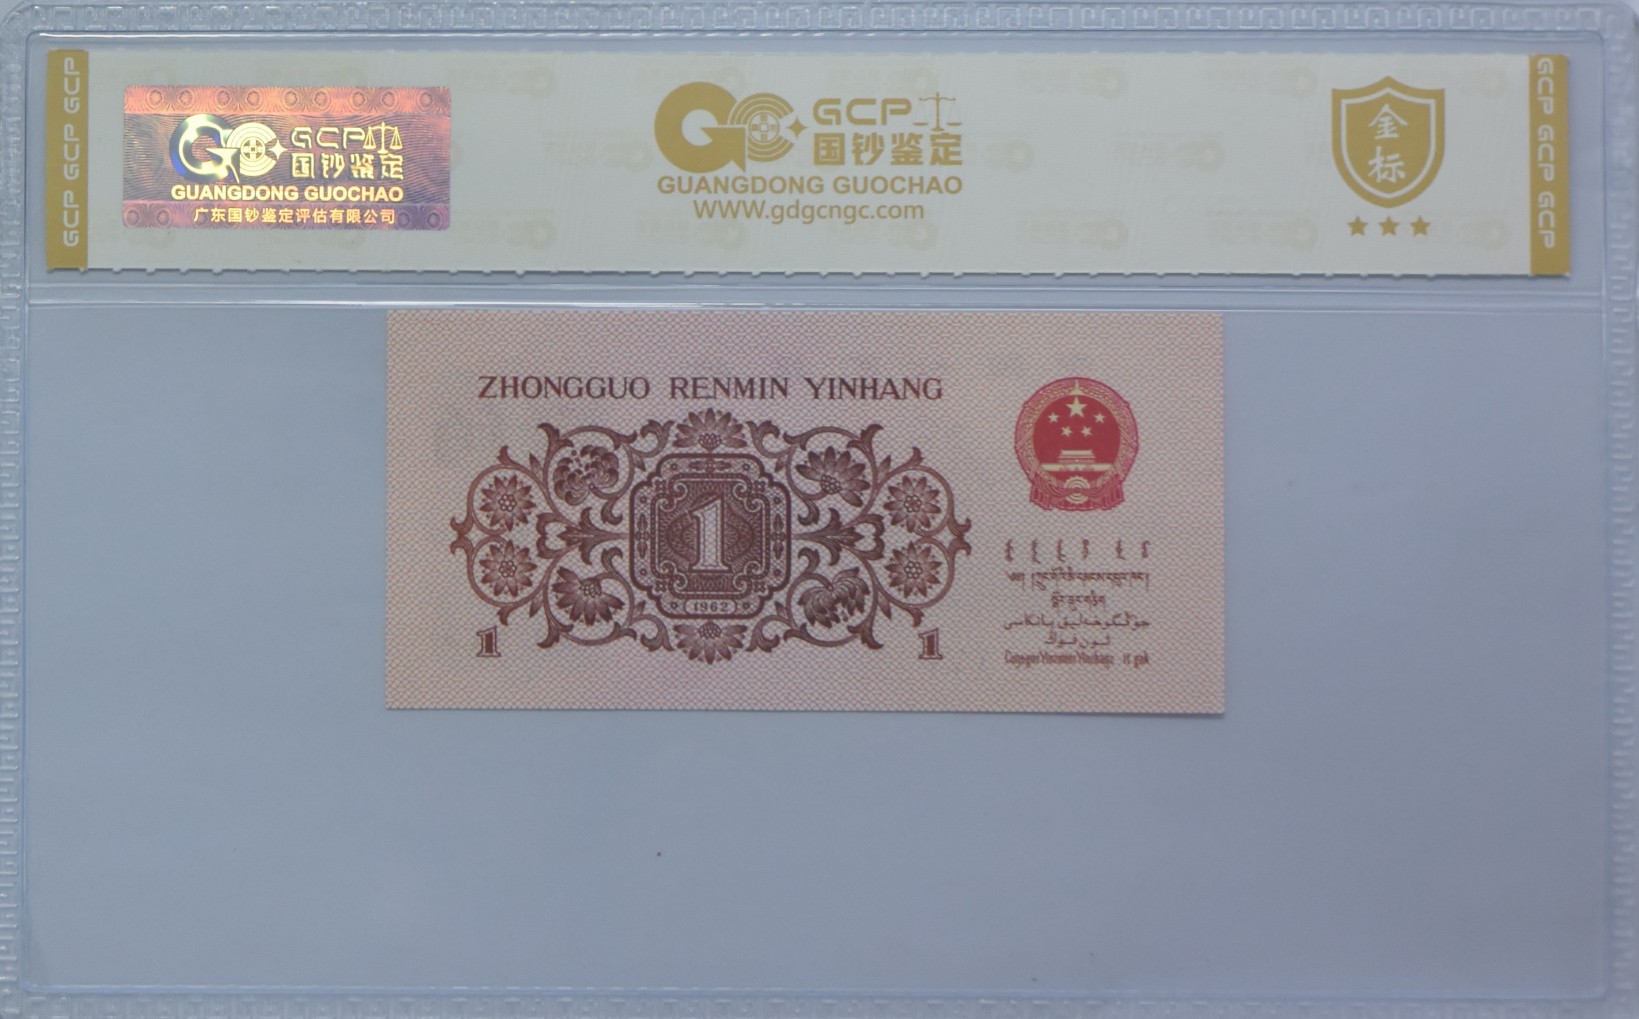 GCP GCP GCP
GCP
国钞鉴定
GUANGDONG GUOCHAO
广东国钞鉴定评估有限公司
GCP
国钞鉴定
GUANGDONG GUOCHAO
WWW.gdgcngc.com
金
标
GCP GCP GCP
ZHONGGUO RENMIN YINHANG
1
1962
1
1